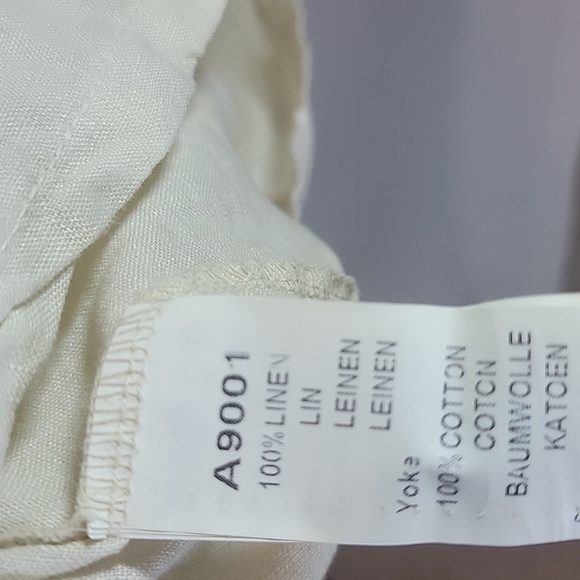 A9001
100% LINEN
LIN
LEINEN
LEINEN
Yoke
100% COTTON
COTON
BAUMWOLLE
KATOEN